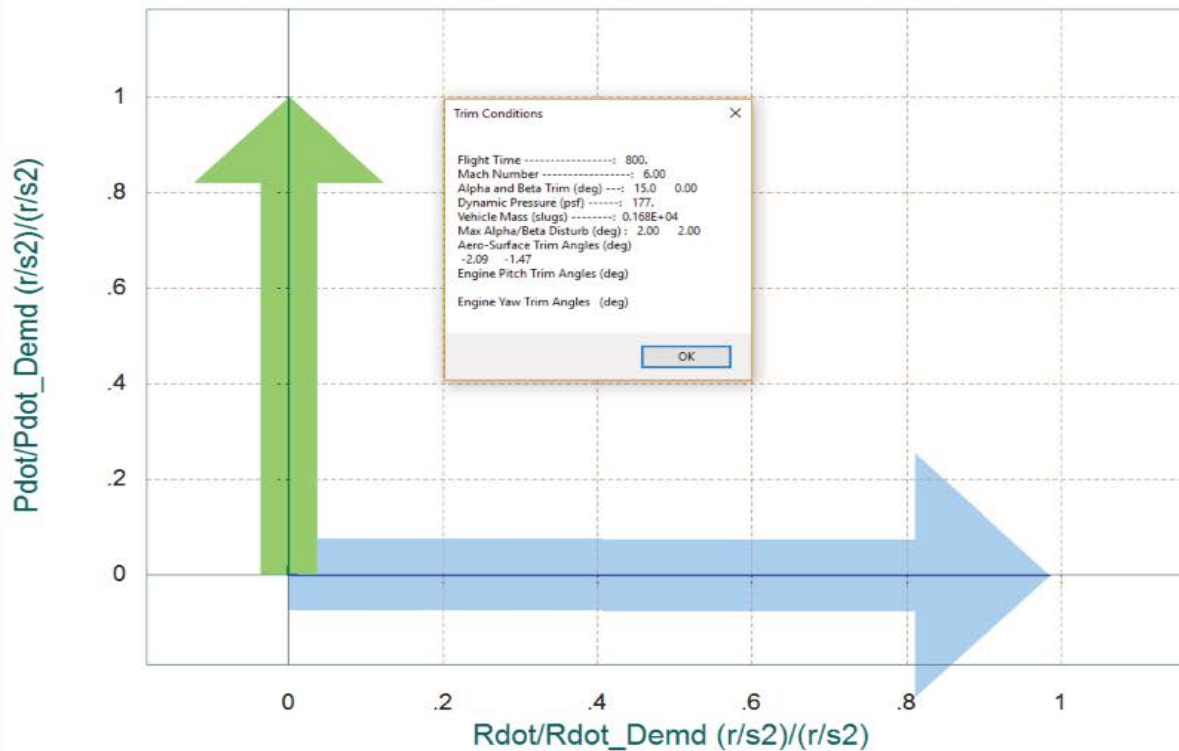 Pdot/Pdot_Demd (r/s2)/(r/s2)
1
.8
.6
.4
.2
0
Trim Conditions
Flight Time -----------------: 800.
Mach Number -----------------: 6.00
Alpha and Beta Trim (deg) ---: 15.0 0.00
Dynamic Pressure (psf) ------: 177.
Vehicle Mass (slugs) --------: 0.168E+04
Max Alpha/Beta Disturb (deg) : 2.00 2.00
Aero-Surface Trim Angles (deg)
-2.09 -1.47
Engine Pitch Trim Angles (deg)
Engine Yaw Trim Angles (deg)
OK
0 .2 .4 .6 .8 1
Rdot/Rdot_Demd (r/s2)/(r/s2)